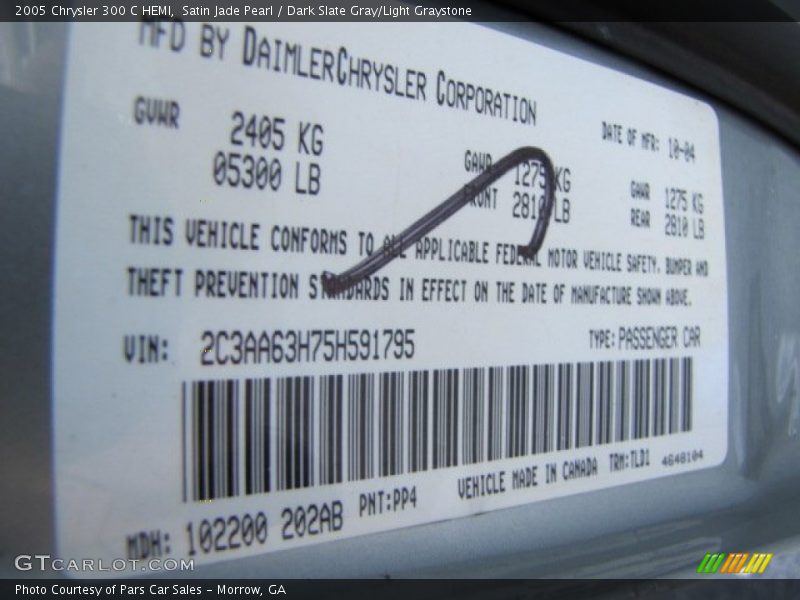 2005 Chrysler 300 C HEMI, Satin Jade Pearl / Dark Slate Gray/Light Graystone
MFD BY DAIMLERCHRYSLER CORPORATION
DATE OF MFR: 10-04
GVWR 2405 KG
05300 LB
GAWR 1275 KG
FRONT 2810 LB
GAWR 1275 KG
REAR 2810 LB
THIS VEHICLE CONFORMS TO ALL APPLICABLE FEDERAL MOTOR VEHICLE SAFETY, BUMPER AND
THEFT PREVENTION STANDARDS IN EFFECT ON THE DATE OF MANUFACTURE SHOWN ABOVE.
VIN: 2C3AA63H75H591795 TYPE: PASSENGER CAR
VEHICLE MADE IN CANADA TRM:TLD1 4648104
MDH: 102200 202AB PNT:PP4
GTcarlot.com
Photo Courtesy of Pars Car Sales - Morrow, GA